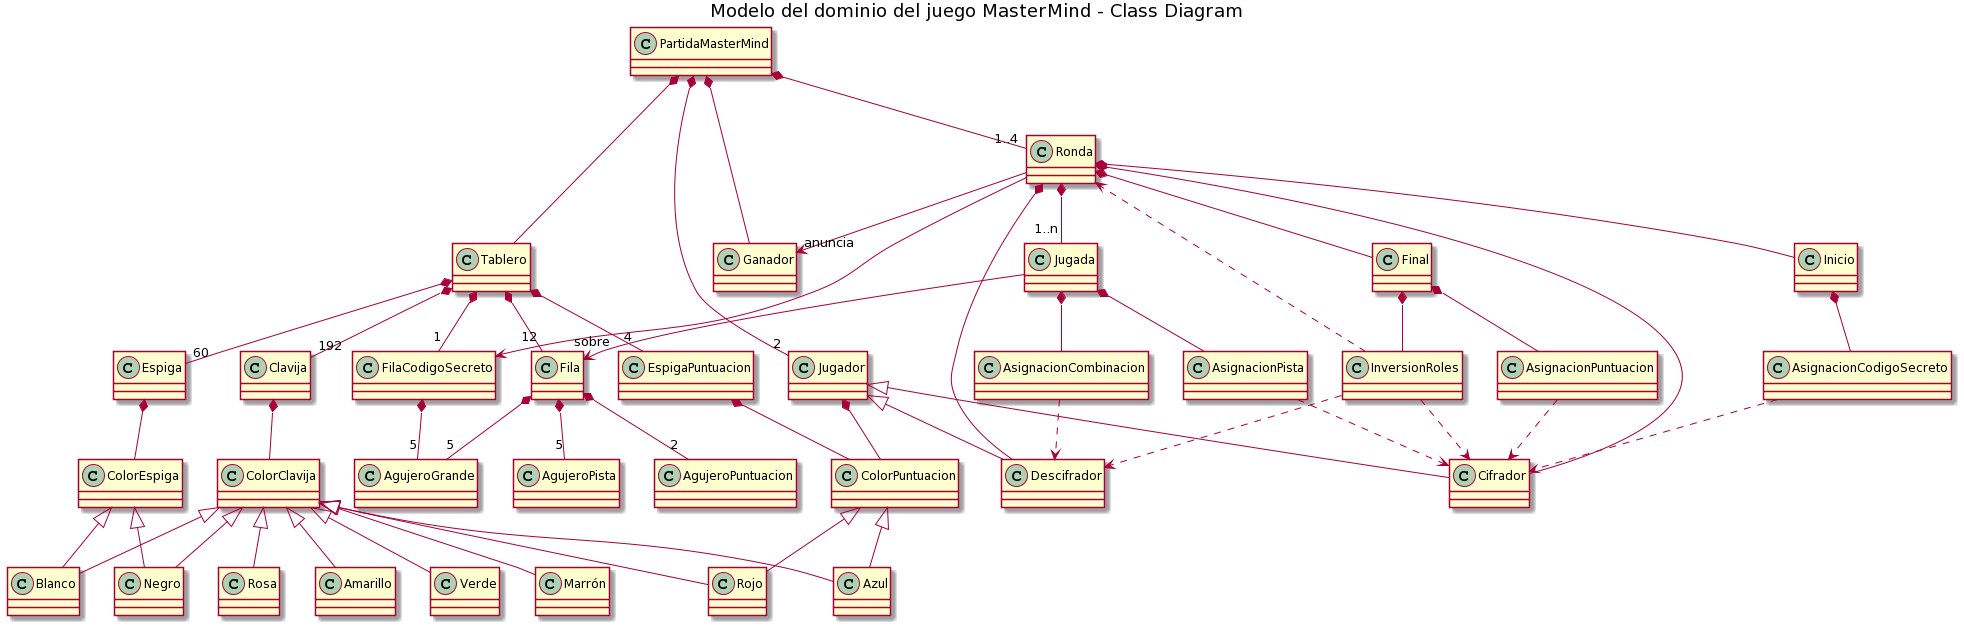 Modelo del dominio del juego MasterMind - Class Diagram
C PartidaMasterMind
1..4
C Ronda
1..n
anuncia
C Tablero
C Ganador
C Jugada
C Final
C Inicio
60
192
1
12
sobre
4
2
C Espiga
C Clavija
C FilaCodigoSecreto
C Fila
C EspigaPuntuacion
C Jugador
C AsignacionCombinacion
C AsignacionPista
C InversionRoles
C AsignacionPuntuacion
C AsignacionCodigoSecreto
5
5
5
2
C ColorEspiga
C ColorClavija
C AgujeroGrande
C AgujeroPista
C AgujeroPuntuacion
C ColorPuntuacion
C Descifrador
C Cifrador
C Blanco
C Negro
C Rosa
C Amarillo
C Verde
C Marrón
C Rojo
C Azul